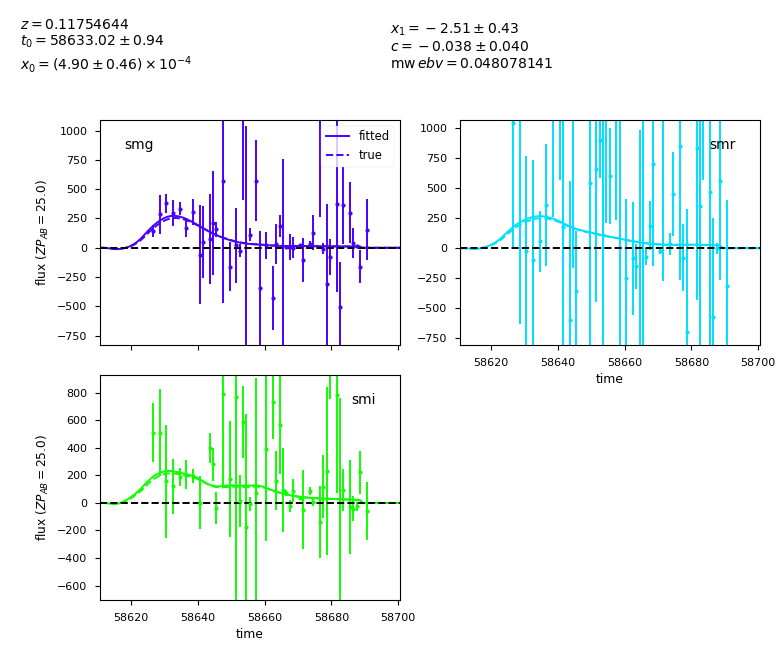 z = 0.11754644
t₀ = 58633.02 ± 0.94
x₀ = (4.90 ± 0.46) × 10⁻⁴
x₁ = −2.51 ± 0.43
c = −0.038 ± 0.040
mw ebv = 0.048078141
smg
fitted
true
1000
750
500
250
0
−250
−500
−750
flux (ZP_AB = 25.0)
smr
1000
750
500
250
0
−250
−500
−750
58620
58640
58660
58680
58700
time
smi
800
600
400
200
0
−200
−400
−600
flux (ZP_AB = 25.0)
58620
58640
58660
58680
58700
time